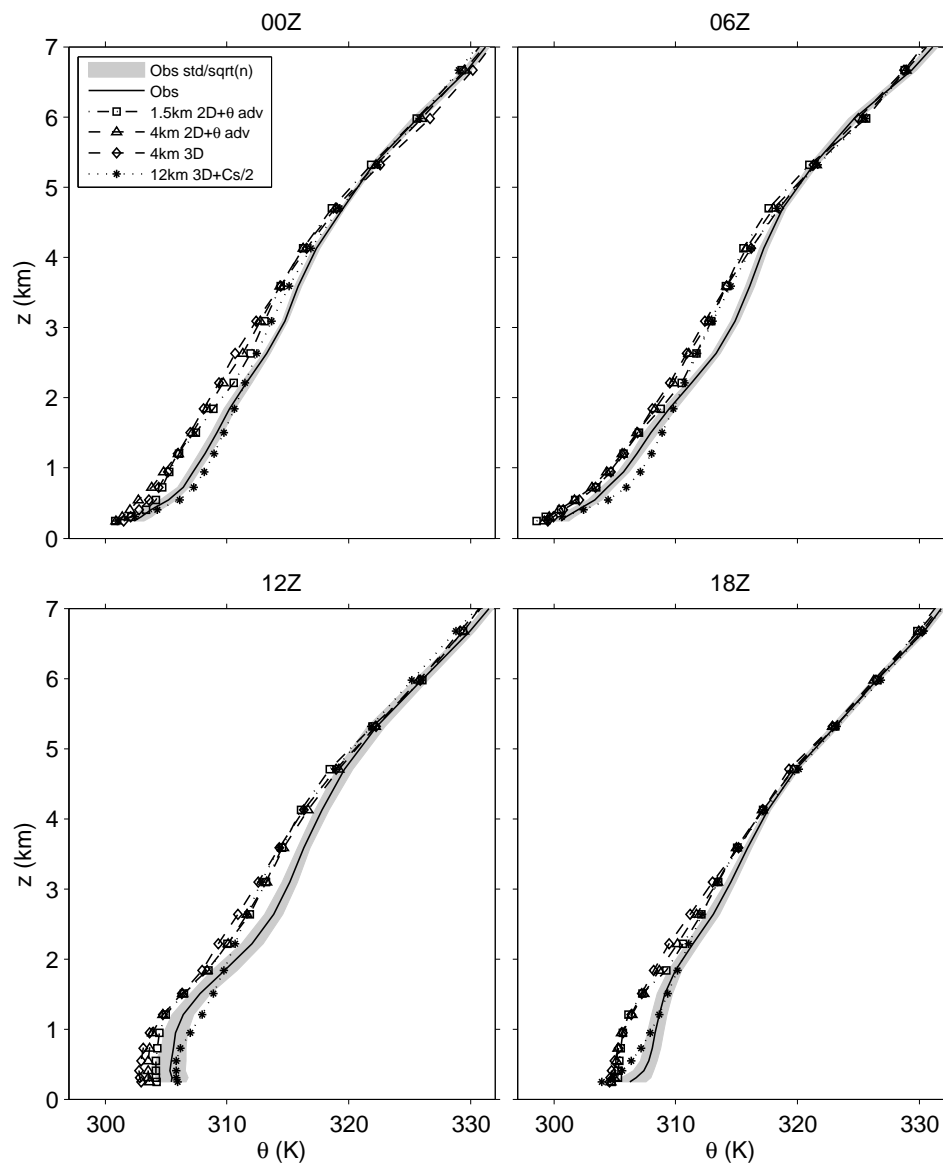 00Z
06Z
7
6
5
4
3
2
1
0
z (km)
Obs std/sqrt(n)
Obs
1.5km 2D+θ adv
4km 2D+θ adv
4km 3D
12km 3D+Cs/2
12Z
18Z
7
6
5
4
3
2
1
0
z (km)
300 310 320 330
300 310 320 330
θ (K)
θ (K)